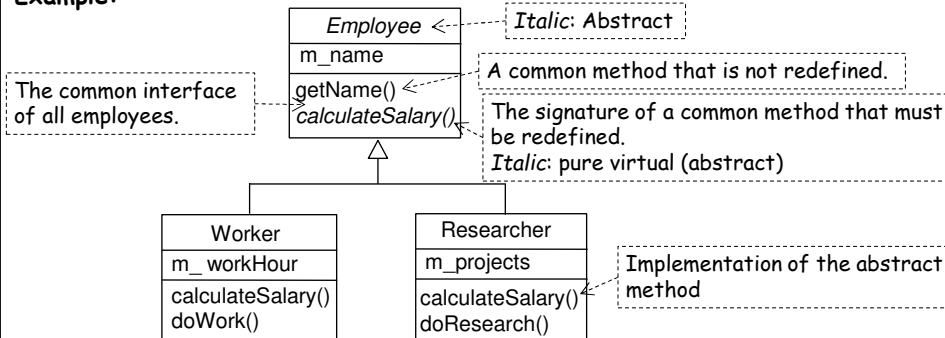 Example:
Employee
Italic: Abstract
m_name
getName()
calculateSalary()
A common method that is not redefined.
The common interface
of all employees.
The signature of a common method that must
be redefined.
Italic: pure virtual (abstract)
Worker
m_ workHour
calculateSalary()
doWork()
Researcher
m_projects
calculateSalary()
doResearch()
Implementation of the abstract
method